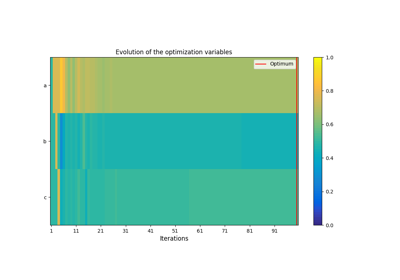 Evolution of the optimization variables
Optimum
a
b
c
1 11 21 31 41 51 61 71 81 91
Iterations
1.0
0.8
0.6
0.4
0.2
0.0